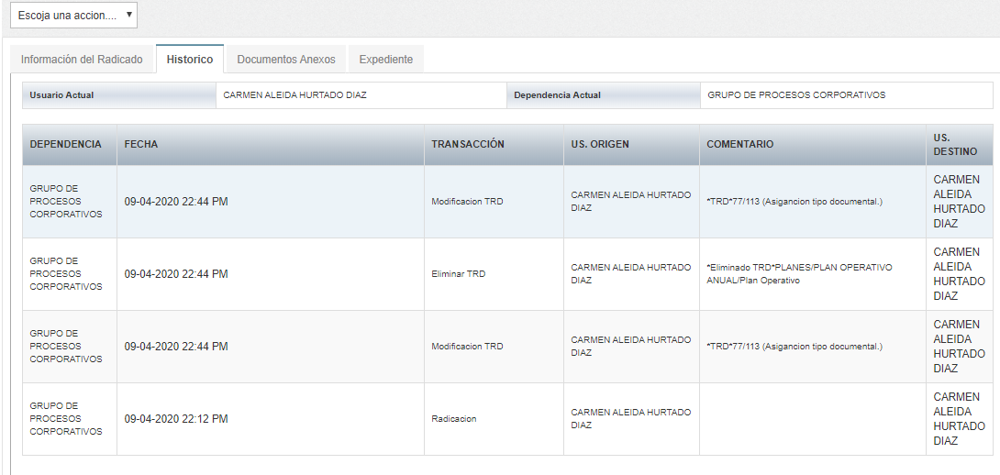 Escoja una accion....
Información del Radicado Historico Documentos Anexos Expediente
Usuario Actual CARMEN ALEIDA HURTADO DIAZ Dependencia Actual GRUPO DE PROCESOS CORPORATIVOS
DEPENDENCIA FECHA TRANSACCIÓN US. ORIGEN COMENTARIO US.
DESTINO
GRUPO DE
PROCESOS
CORPORATIVOS
09-04-2020 22:44 PM
Modificacion TRD
CARMEN ALEIDA HURTADO
DIAZ
*TRD*77/113 (Asigancion tipo documental.)
CARMEN
ALEIDA
HURTADO
DIAZ
GRUPO DE
PROCESOS
CORPORATIVOS
09-04-2020 22:44 PM
Eliminar TRD
CARMEN ALEIDA HURTADO
DIAZ
*Eliminado TRD*PLANES/PLAN OPERATIVO
ANUAL/Plan Operativo
CARMEN
ALEIDA
HURTADO
DIAZ
GRUPO DE
PROCESOS
CORPORATIVOS
09-04-2020 22:44 PM
Modificacion TRD
CARMEN ALEIDA HURTADO
DIAZ
*TRD*77/113 (Asigancion tipo documental.)
CARMEN
ALEIDA
HURTADO
DIAZ
GRUPO DE
PROCESOS
CORPORATIVOS
09-04-2020 22:12 PM
Radicacion
CARMEN ALEIDA HURTADO
DIAZ
CARMEN
ALEIDA
HURTADO
DIAZ